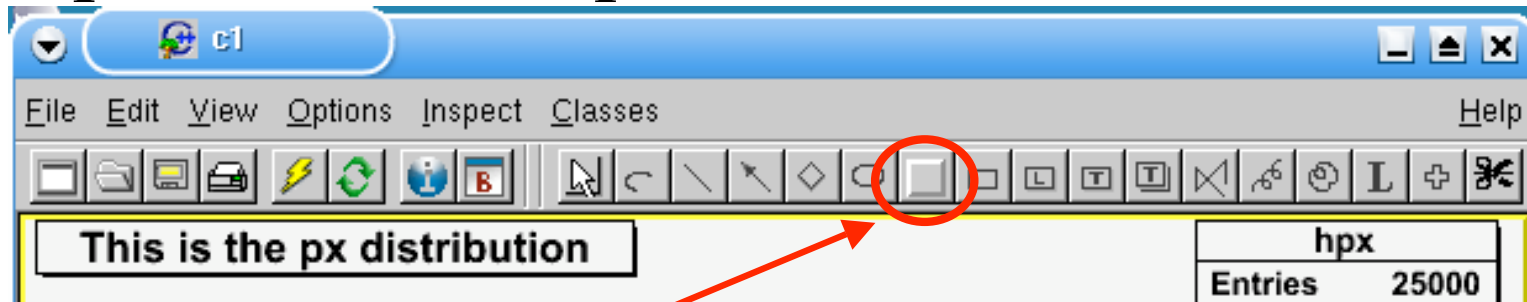 c1
File Edit View Options Inspect Classes Help
B L T T L
This is the px distribution
hpx
Entries 25000